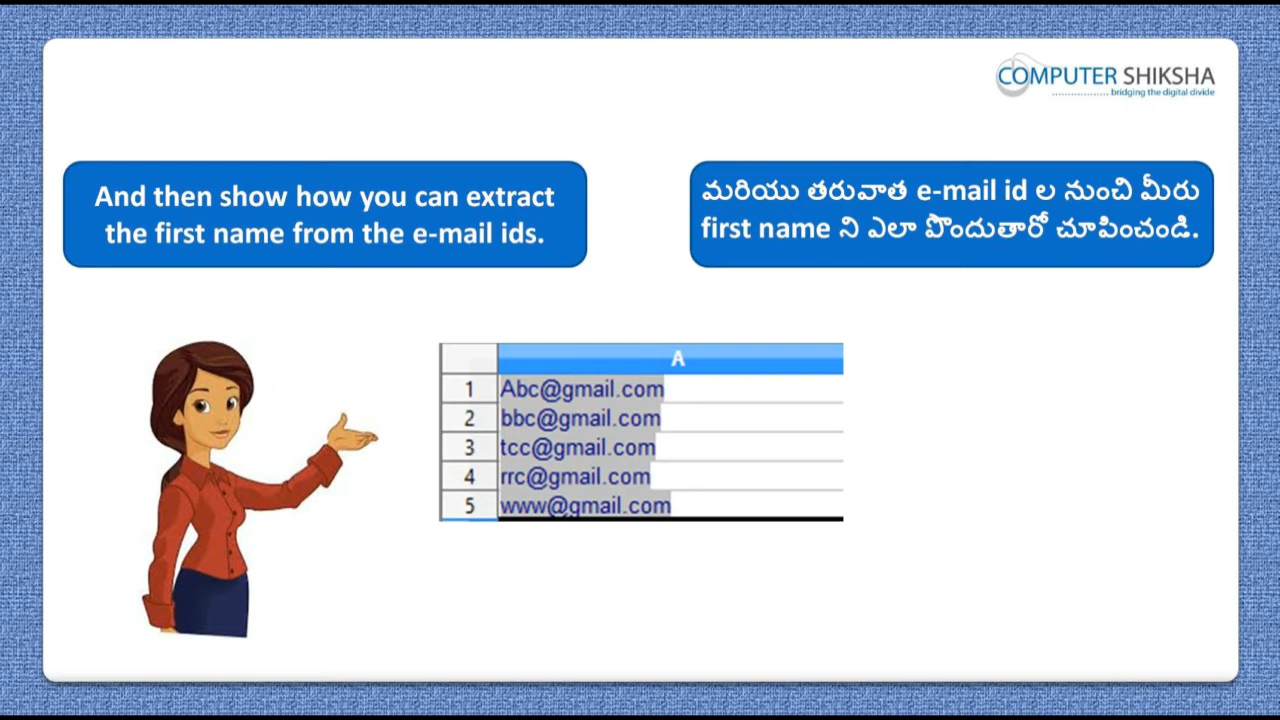 COMPUTER SHIKSHA
bridging the digital divide
And then show how you can extract
the first name from the e-mail ids.
మరియు తరువాత e-mail id ల నుంచి మీరు
first name ని ఎలా పొందుతారో చూపించండి.
A
1 Abc@gmail.com
2 bbc@gmail.com
3 tcc@gmail.com
4 rrc@gmail.com
5 www@gmail.com